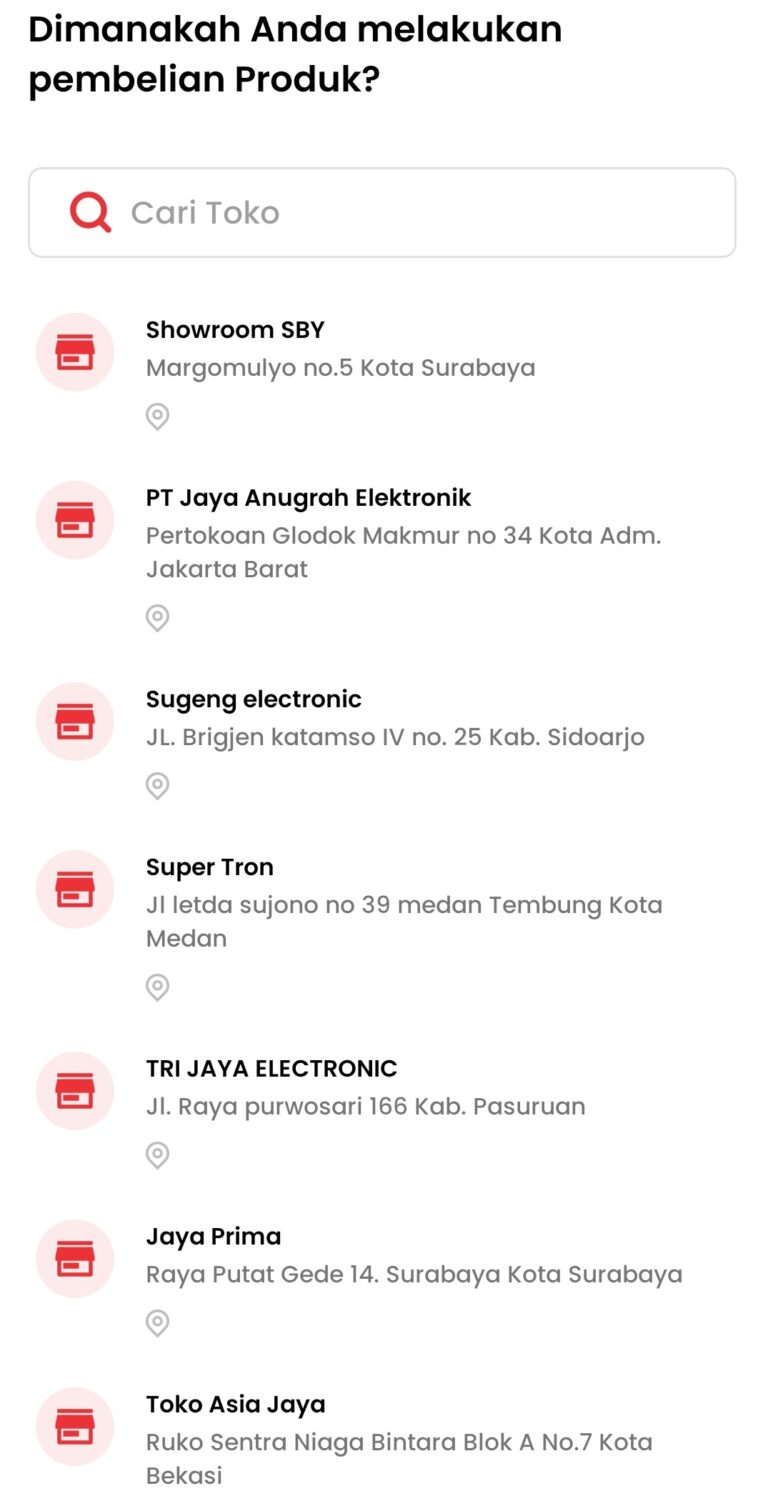 Dimanakah Anda melakukan
pembelian Produk?
Cari Toko
Showroom SBY
Margomulyo no.5 Kota Surabaya
PT Jaya Anugrah Elektronik
Pertokoan Glodok Makmur no 34 Kota Adm.
Jakarta Barat
Sugeng electronic
JL. Brigjen katamso IV no. 25 Kab. Sidoarjo
Super Tron
Jl letda sujono no 39 medan Tembung Kota
Medan
TRI JAYA ELECTRONIC
Jl. Raya purwosari 166 Kab. Pasuruan
Jaya Prima
Raya Putat Gede 14. Surabaya Kota Surabaya
Toko Asia Jaya
Ruko Sentra Niaga Bintara Blok A No.7 Kota
Bekasi